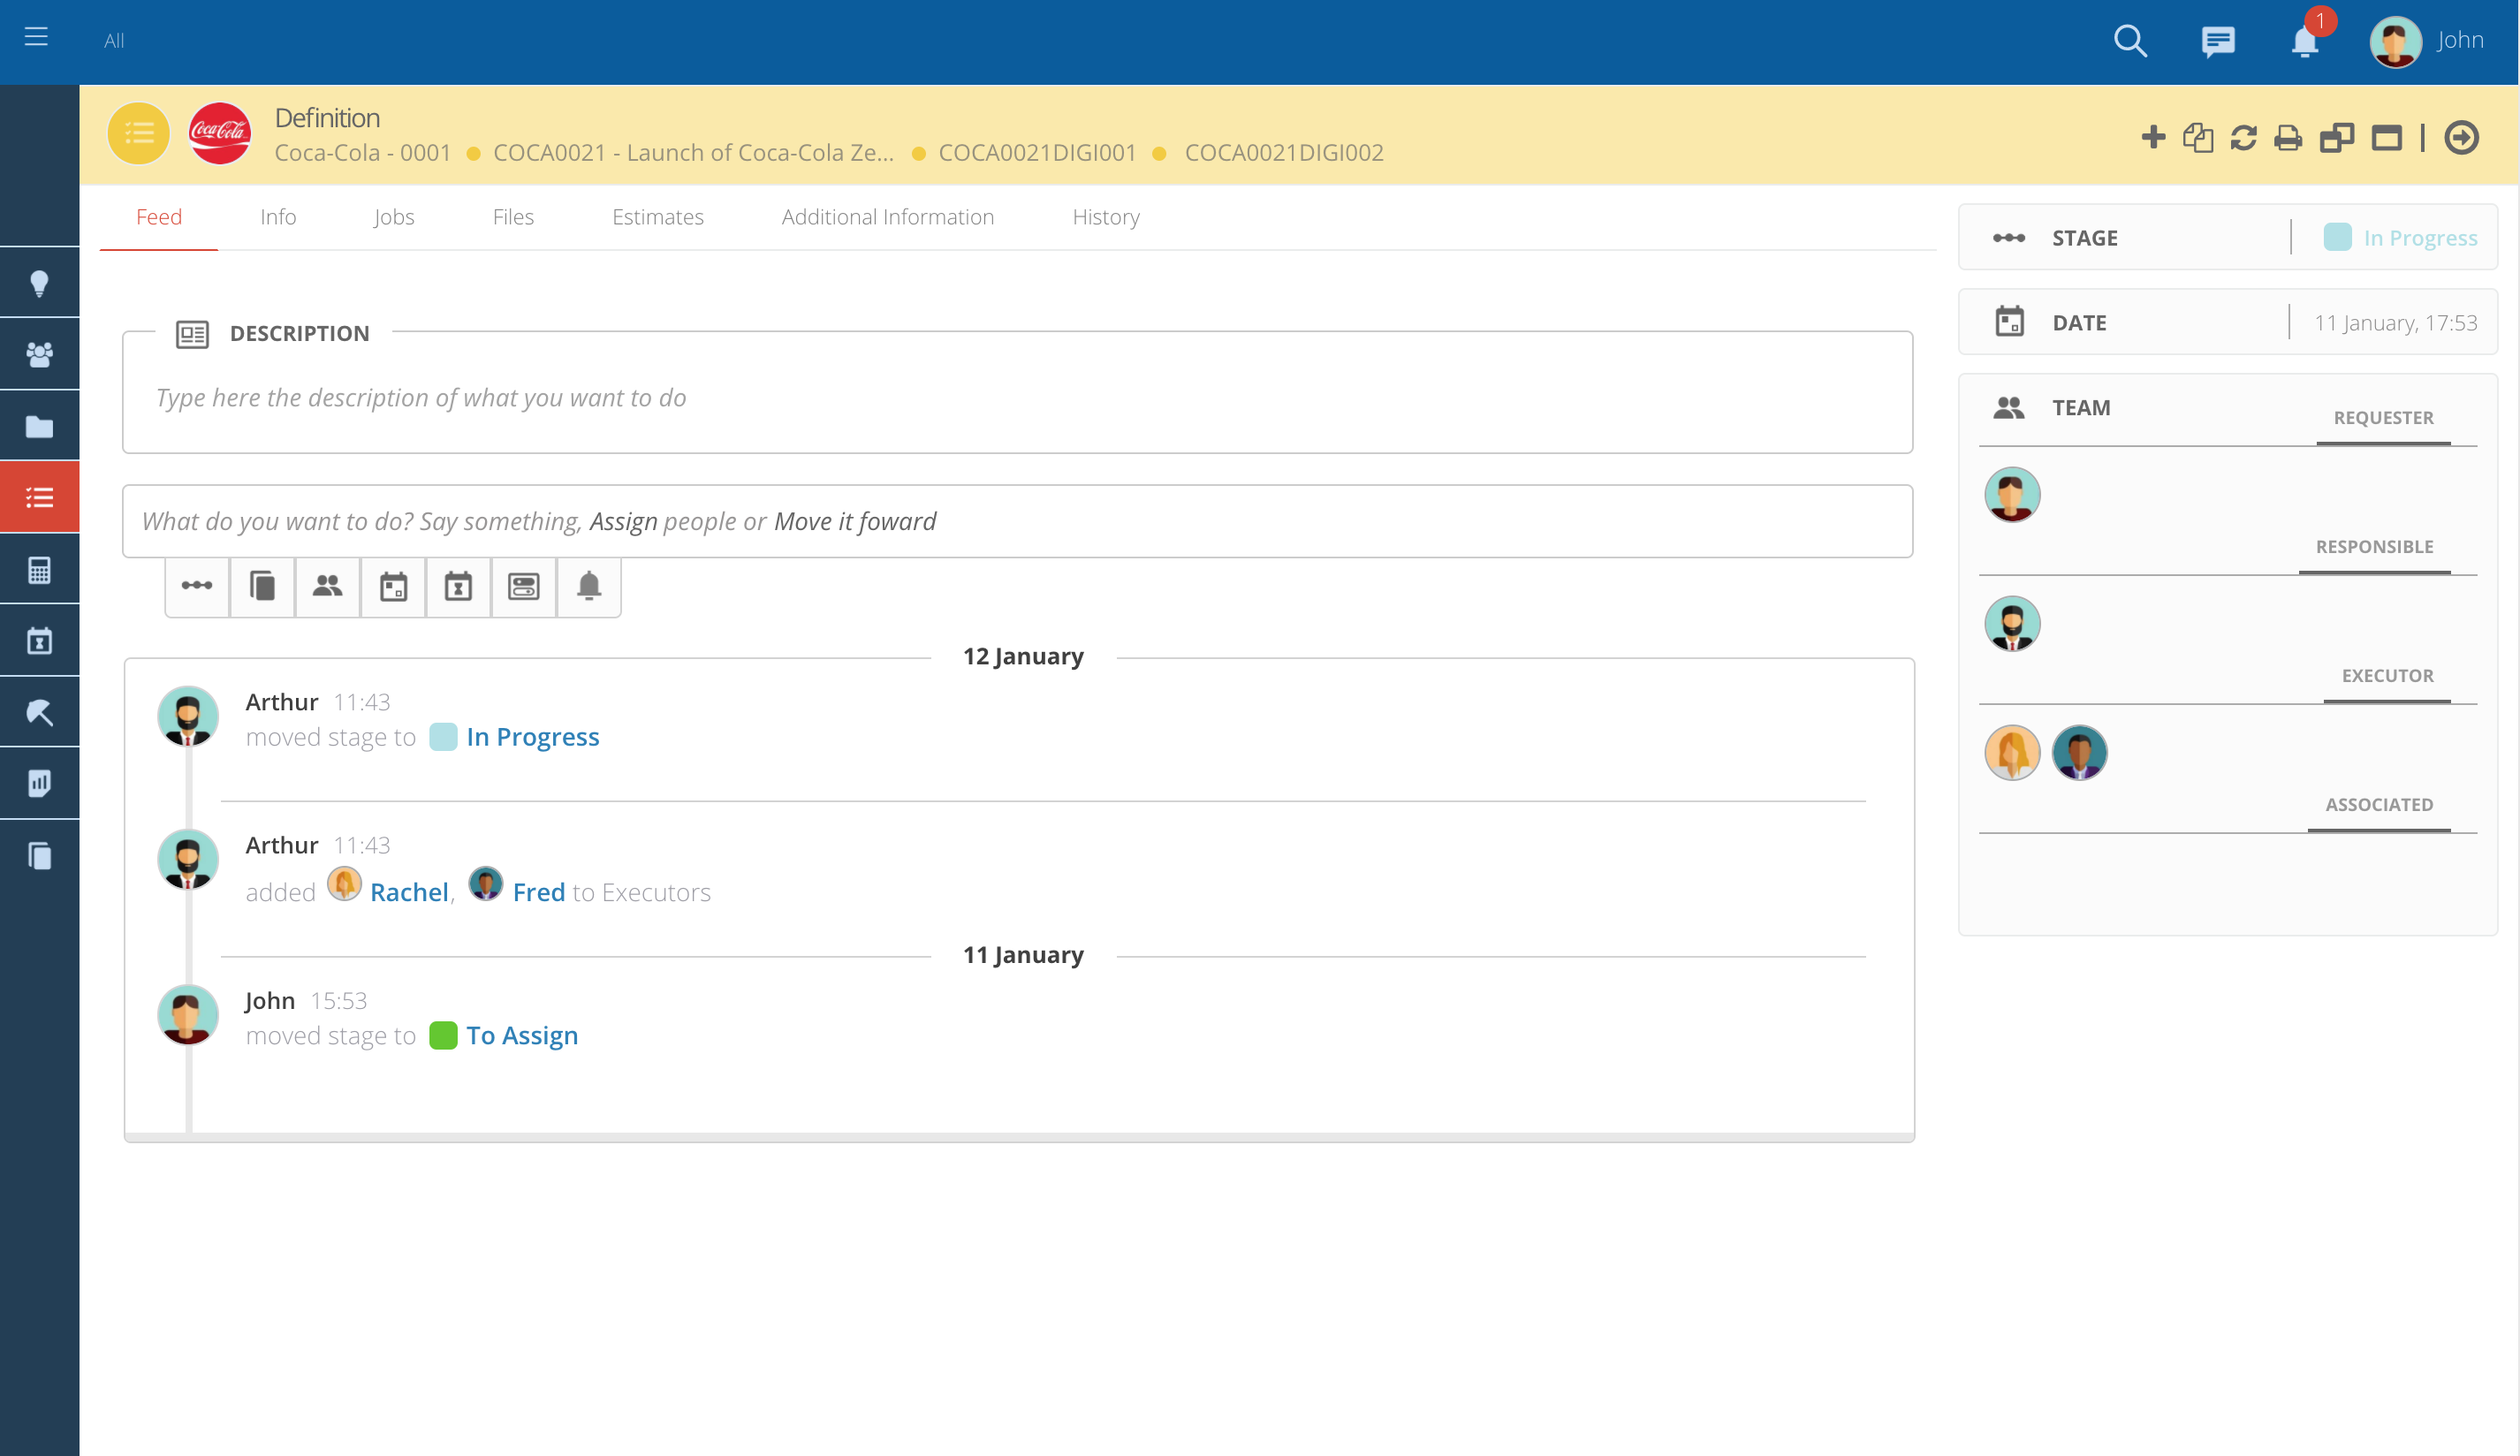 All
1
John
Coca-Cola
Definition
Coca-Cola - 0001 COCA0021 - Launch of Coca-Cola Ze... COCA0021DIGI001 COCA0021DIGI002
Feed Info Jobs Files Estimates Additional Information History
DESCRIPTION
Type here the description of what you want to do
What do you want to do? Say something, Assign people or Move it foward
12 January
Arthur 11:43
moved stage to In Progress
Arthur 11:43
added Rachel, Fred to Executors
11 January
John 15:53
moved stage to To Assign
STAGE In Progress
DATE 11 January, 17:53
TEAM REQUESTER
RESPONSIBLE
EXECUTOR
ASSOCIATED